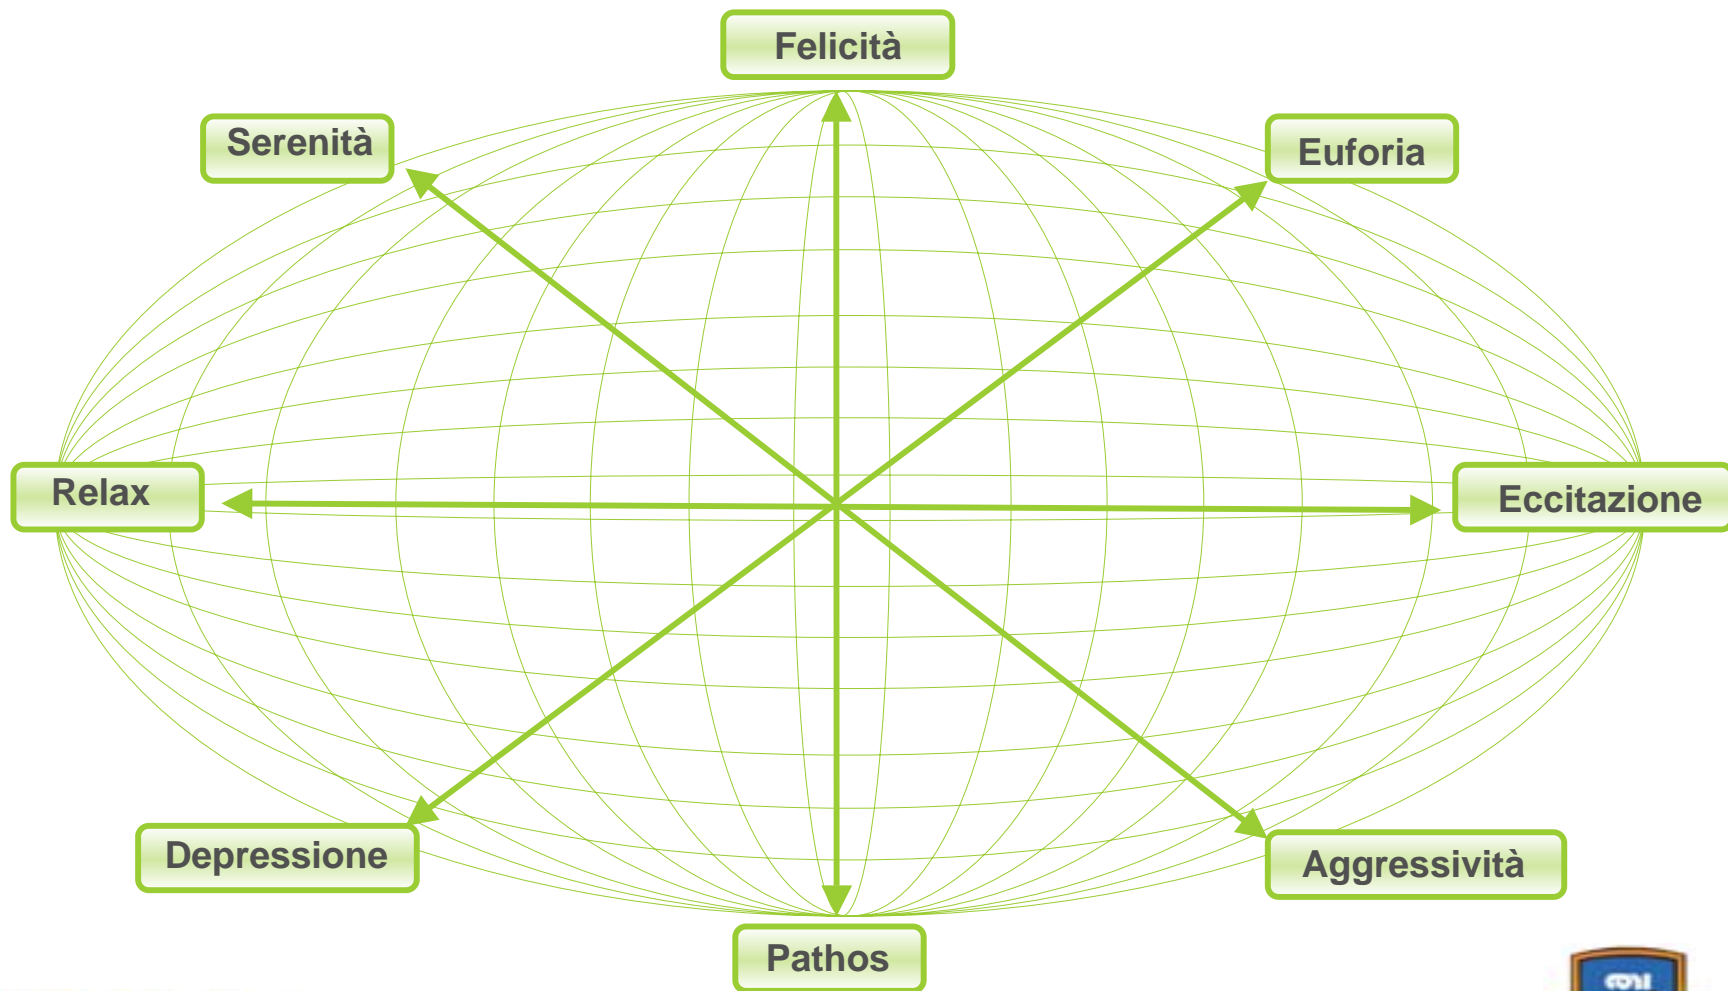 Felicità
Serenità
Euforia
Relax
Eccitazione
Depressione
Aggressività
Pathos